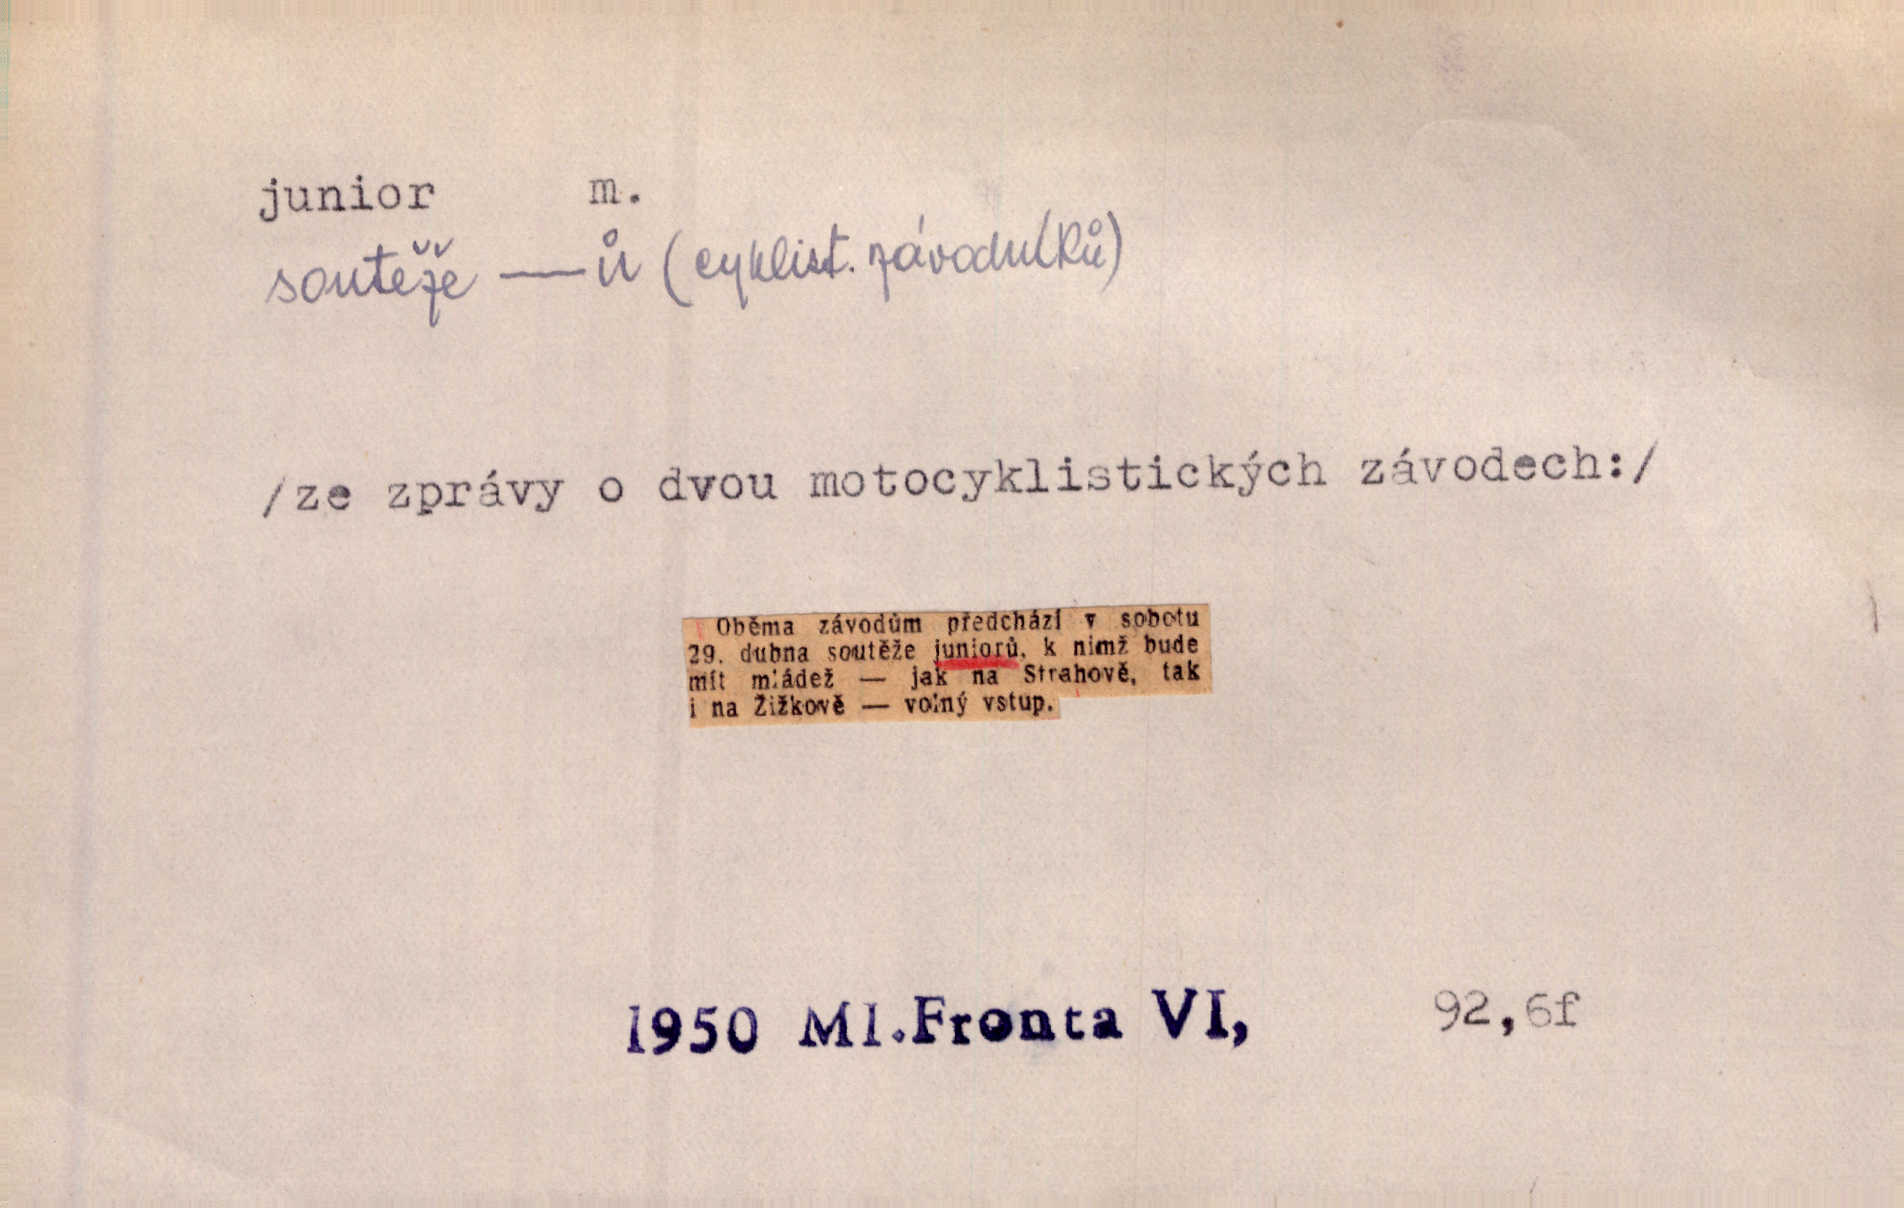 junior m.
soutěže —ů (cyklist. závodníků)
/ze zprávy o dvou motocyklistických závodech:/
Oběma závodům předchází v sobotu
29. dubna soutěže juniorů, k nimž bude
mít mládež — jak na Strahově, tak
i na Žižkově — volný vstup.
1950 Ml.Fronta VI, 92,6f